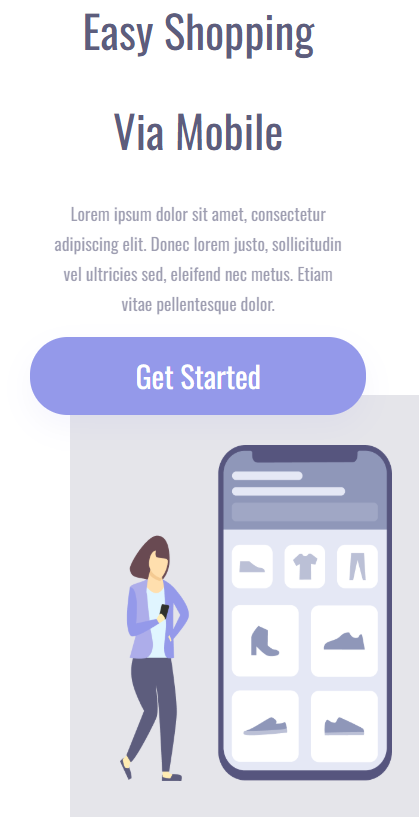 Easy Shopping
Via Mobile
Lorem ipsum dolor sit amet, consectetur
adipiscing elit. Donec lorem justo, sollicitudin
vel ultricies sed, eleifend nec metus. Etiam
vitae pellentesque dolor.
Get Started